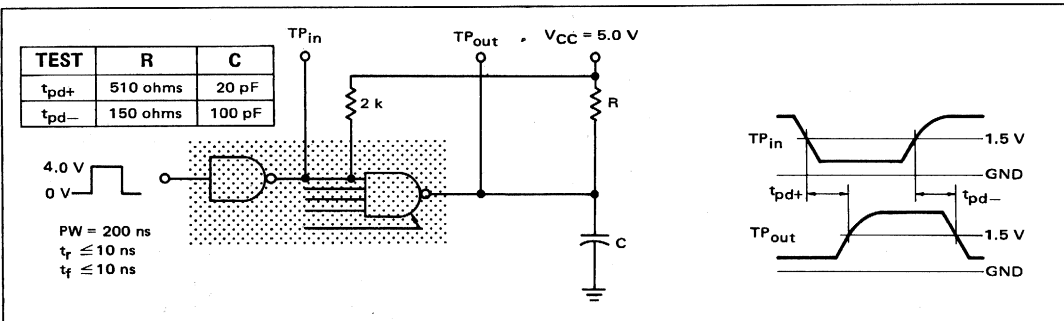 TPin TPout VCC = 5.0 V
TEST R C
tpd+ 510 ohms 20 pF
tpd– 150 ohms 100 pF
2 k
R
TPin
1.5 V
4.0 V
0 V
GND
tpd+
tpd–
PW = 200 ns
tr ≤10 ns
tf ≤10 ns
TPout
1.5 V
C
GND